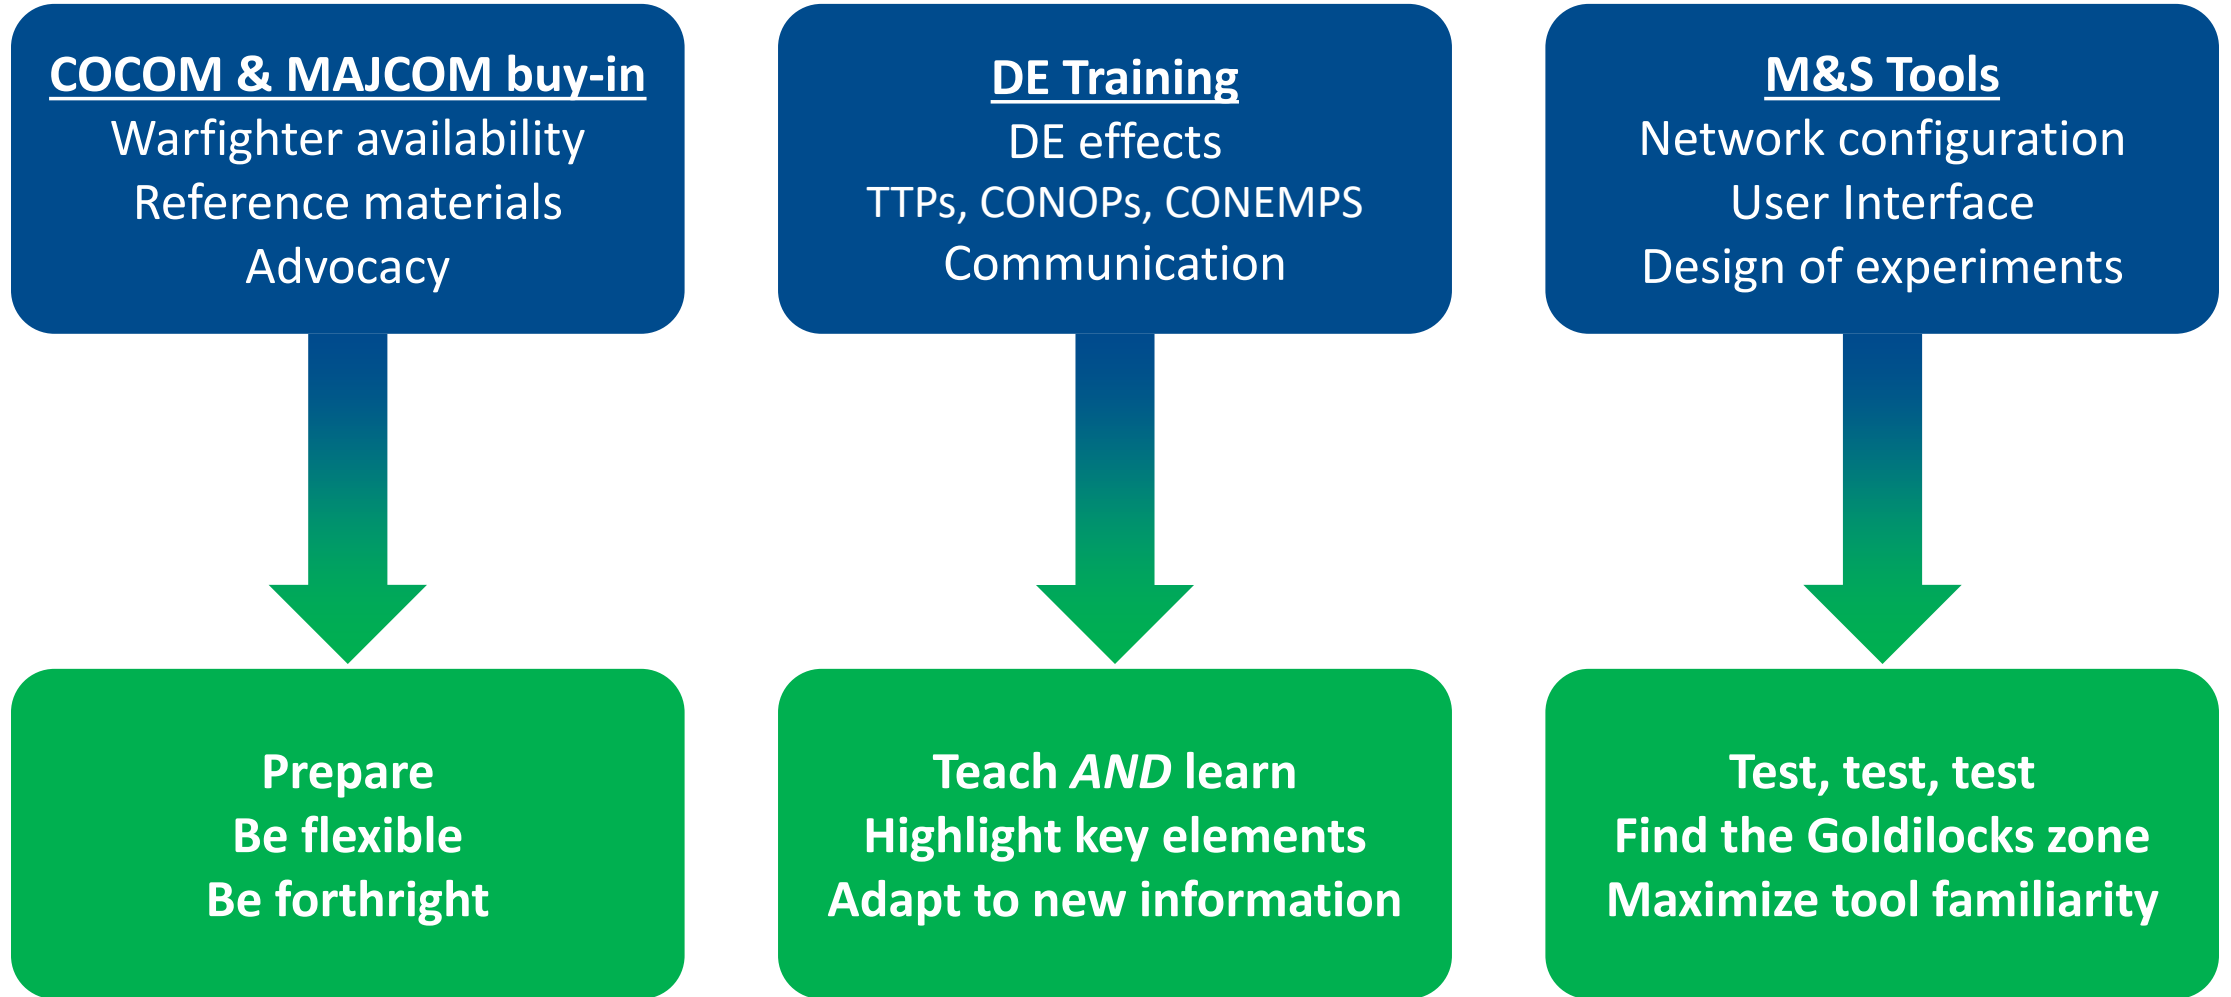 COCOM & MAJCOM buy-in
Warfighter availability
Reference materials
Advocacy
DE Training
DE effects
TTPs, CONOPs, CONEMPS
Communication
M&S Tools
Network configuration
User Interface
Design of experiments
Prepare
Be flexible
Be forthright
Teach AND learn
Highlight key elements
Adapt to new information
Test, test, test
Find the Goldilocks zone
Maximize tool familiarity